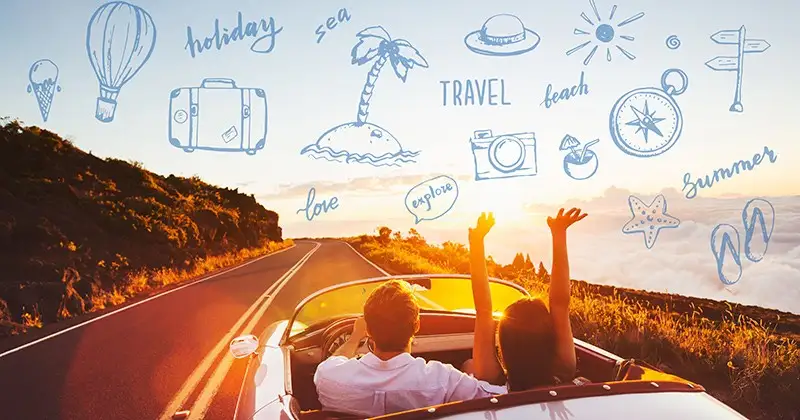 holiday
sea
TRAVEL
beach
love
explore
summer